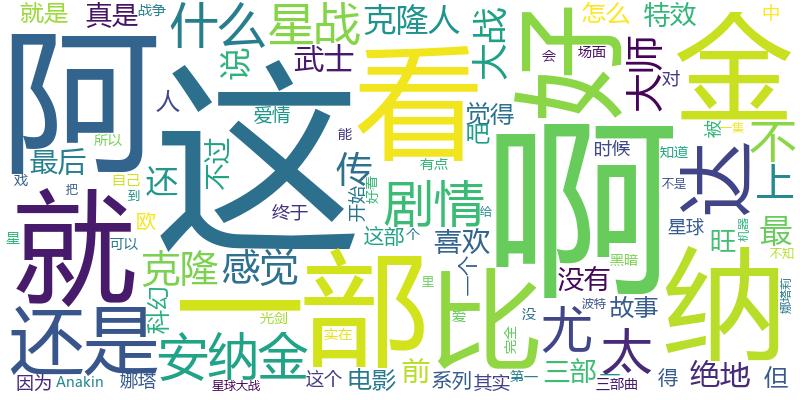 就是
战争
真是
什么
星战
克隆人
大战
怎么
特效
中
阿
这
看
好
金
说
武士
大师
对
人
爱情
觉得
会
场面
所以
最后
不过
传
能
巴
被
一集
不
达
时候
知道
戏
把
自己
到
还
开始
好看
有点
剧情
给
啊
不是
上
就
终于
欧
这部
个
喜欢
一个
星球
旺
机器
最
星
可以
克隆
感觉
一部
里
比
没有
黑暗
纳
不知
科幻
光剑
实在
爱
完全
没
尤
波特
故事
娜塔莉
还是
安纳金
太
因为
Anakin
娜塔
星球大战
这个
电影
前
系列
其实
第一
三部
三部曲
得
绝地
但